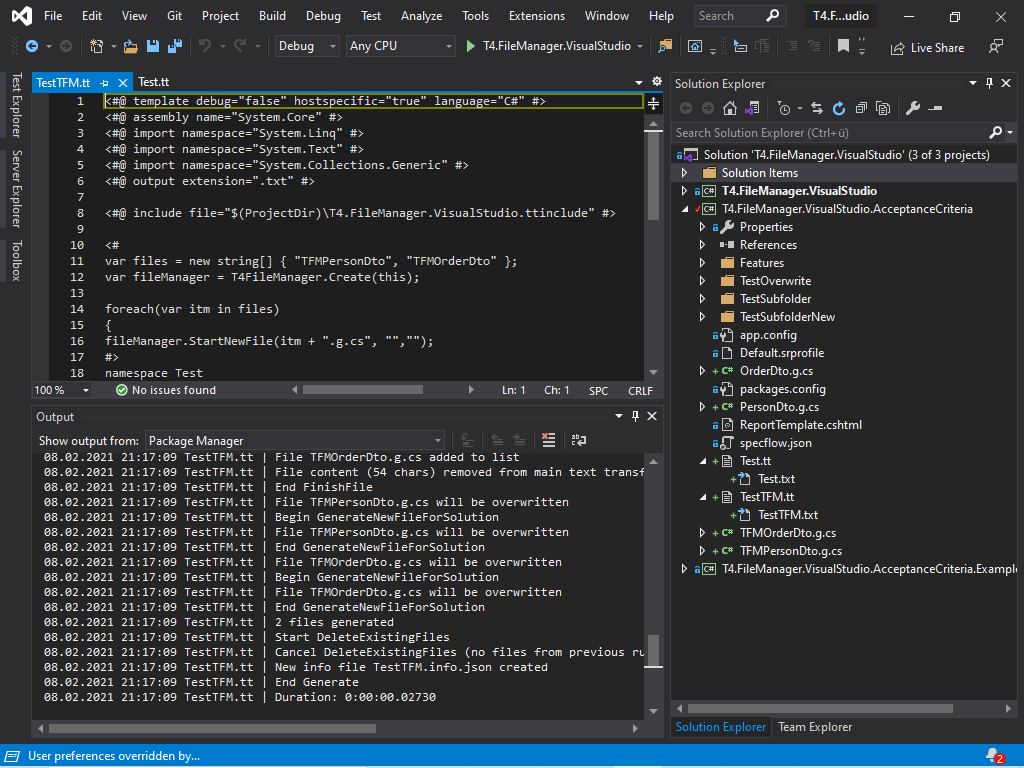 File Edit View Git Project Build Debug Test Analyze Tools Extensions Window Help Search T4.F...udio
Debug Any CPU T4.FileManager.VisualStudio Live Share
Test Explorer
Server Explorer
Toolbox
TestTFM.tt Test.tt
1 <#@ template debug="false" hostspecific="true" language="C#" #>
2 <#@ assembly name="System.Core" #>
3 <#@ import namespace="System.Linq" #>
4 <#@ import namespace="System.Text" #>
5 <#@ import namespace="System.Collections.Generic" #>
6 <#@ output extension=".txt" #>
7
8 <#@ include file="$(ProjectDir)\T4.FileManager.VisualStudio.ttinclude" #>
9
10 <#
11 var files = new string[] { "TFMPersonDto", "TFMOrderDto" };
12 var fileManager = T4FileManager.Create(this);
13
14 foreach(var itm in files)
15 {
16 fileManager.StartNewFile(itm + ".g.cs", "","");
17 #>
18 namespace Test
100 % No issues found Ln: 1 Ch: 1 SPC CRLF
Output
Show output from: Package Manager
08.02.2021 21:17:09 TestTFM.tt | File TFMOrderDto.g.cs added to list
08.02.2021 21:17:09 TestTFM.tt | File content (54 chars) removed from main text transf
08.02.2021 21:17:09 TestTFM.tt | End FinishFile
08.02.2021 21:17:09 TestTFM.tt | File TFMPersonDto.g.cs will be overwritten
08.02.2021 21:17:09 TestTFM.tt | Begin GenerateNewFileForSolution
08.02.2021 21:17:09 TestTFM.tt | File TFMPersonDto.g.cs will be overwritten
08.02.2021 21:17:09 TestTFM.tt | End GenerateNewFileForSolution
08.02.2021 21:17:09 TestTFM.tt | File TFMOrderDto.g.cs will be overwritten
08.02.2021 21:17:09 TestTFM.tt | Begin GenerateNewFileForSolution
08.02.2021 21:17:09 TestTFM.tt | File TFMOrderDto.g.cs will be overwritten
08.02.2021 21:17:09 TestTFM.tt | End GenerateNewFileForSolution
08.02.2021 21:17:09 TestTFM.tt | 2 files generated
08.02.2021 21:17:09 TestTFM.tt | Start DeleteExistingFiles
08.02.2021 21:17:09 TestTFM.tt | Cancel DeleteExistingFiles (no files from previous ru
08.02.2021 21:17:09 TestTFM.tt | New info file TestTFM.info.json created
08.02.2021 21:17:09 TestTFM.tt | End Generate
08.02.2021 21:17:09 TestTFM.tt | Duration: 0:00:00.02730
Solution Explorer
Search Solution Explorer (Ctrl+ü)
Solution 'T4.FileManager.VisualStudio' (3 of 3 projects)
Solution Items
C# T4.FileManager.VisualStudio
C# T4.FileManager.VisualStudio.AcceptanceCriteria
Properties
References
Features
TestOverwrite
TestSubfolder
TestSubfolderNew
app.config
Default.srprofile
C# OrderDto.g.cs
packages.config
C# PersonDto.g.cs
ReportTemplate.cshtml
specflow.json
Test.tt
Test.txt
TestTFM.tt
TestTFM.txt
C# TFMOrderDto.g.cs
C# TFMPersonDto.g.cs
C# T4.FileManager.VisualStudio.AcceptanceCriteria.Example
Solution Explorer Team Explorer
User preferences overridden by... 2